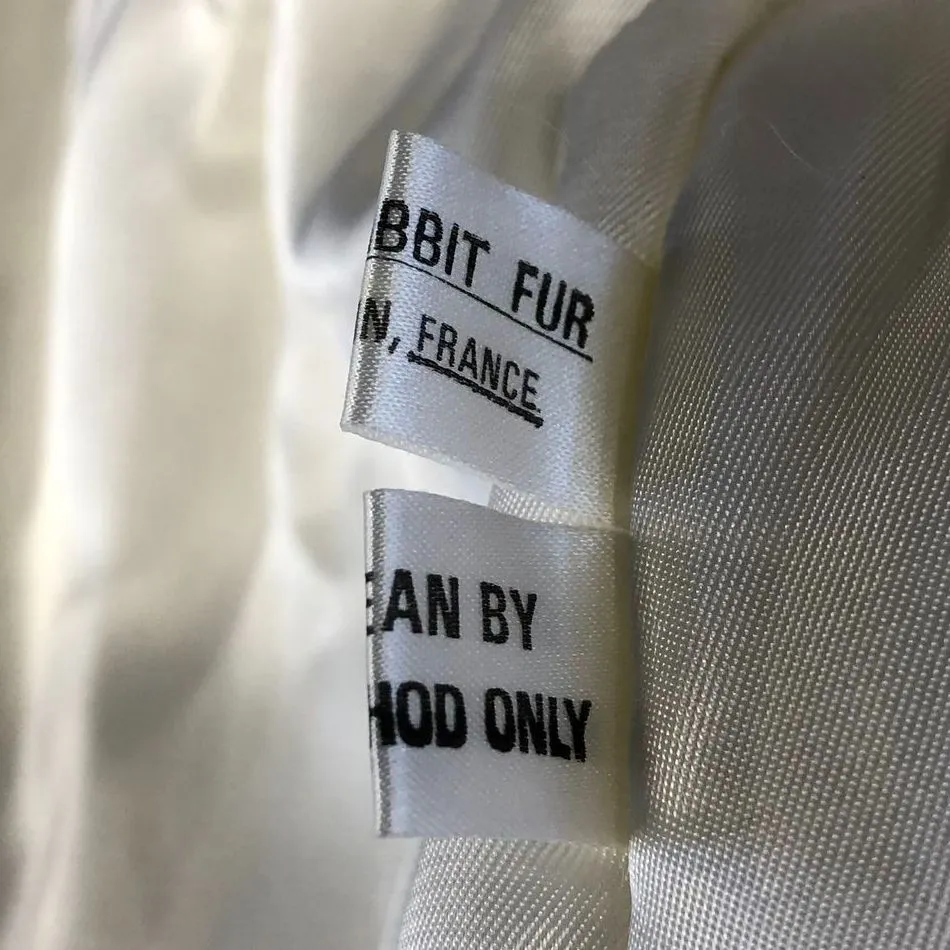 BBIT FUR
N, FRANCE
EAN BY
HOD ONLY